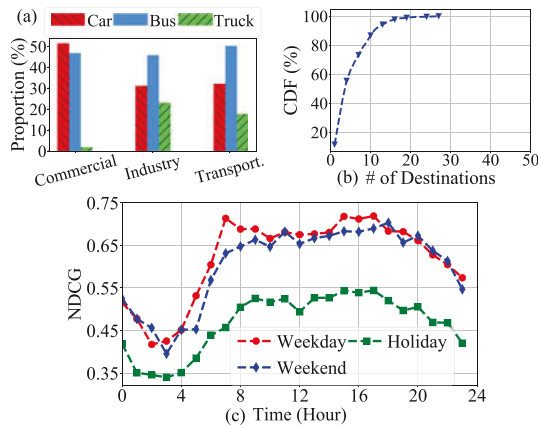 (a) Car Bus Truck
Proportion (%)
50
40
30
20
10
0
Commercial Industry Transport.
CDF (%)
100
80
60
40
20
0 10 20 30 40 50
(b) # of Destinations
NDCG
0.75
0.65
0.55
0.45
0.35
Weekday Holiday
Weekend
0 4 8 12 16 20 24
(c) Time (Hour)